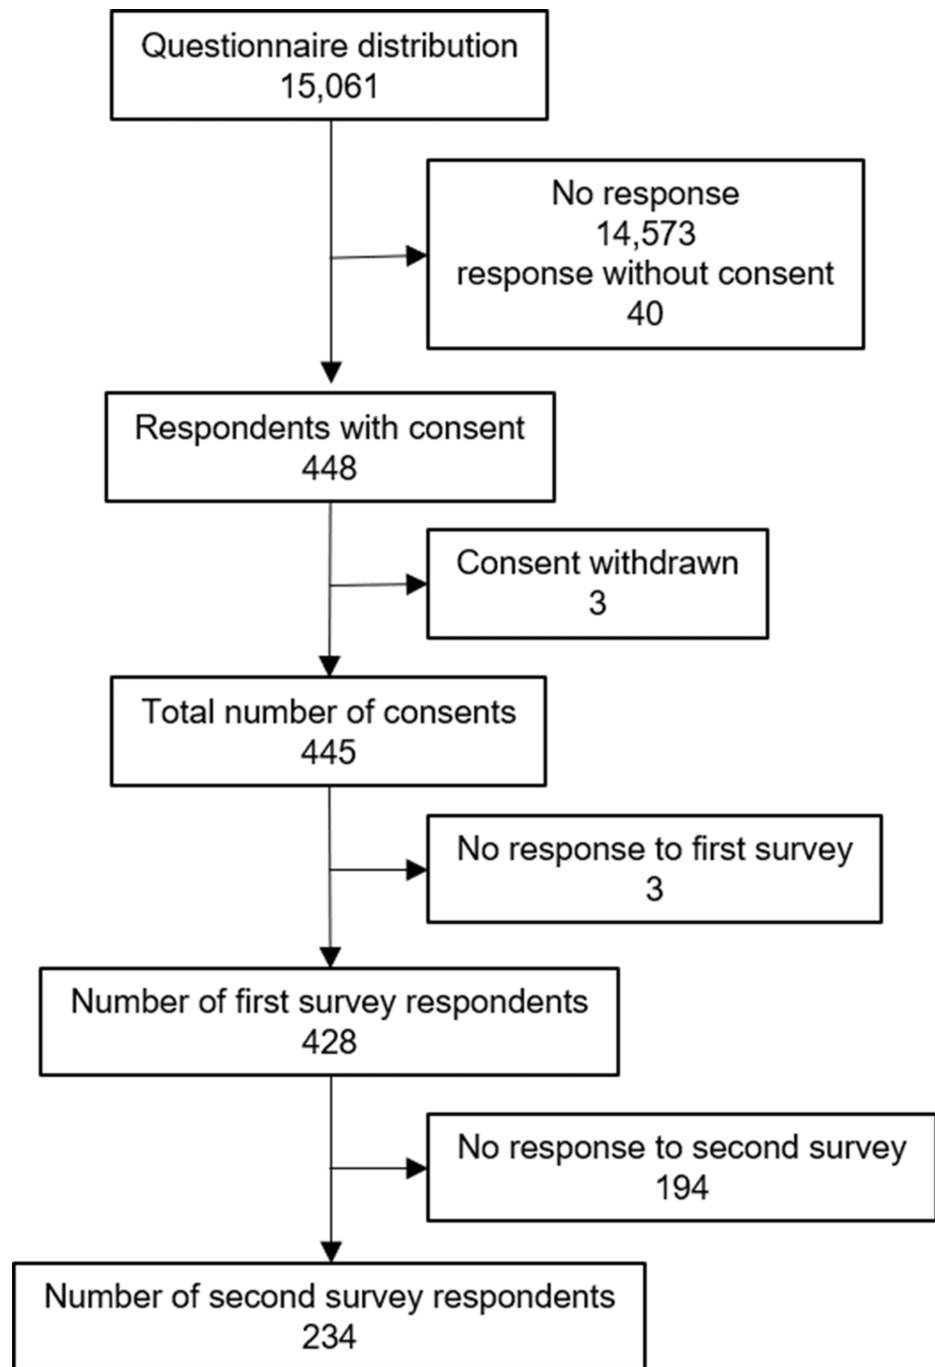 Questionnaire distribution
15,061
No response
14,573
response without consent
40
Respondents with consent
448
Consent withdrawn
3
Total number of consents
445
No response to first survey
3
Number of first survey respondents
428
No response to second survey
194
Number of second survey respondents
234